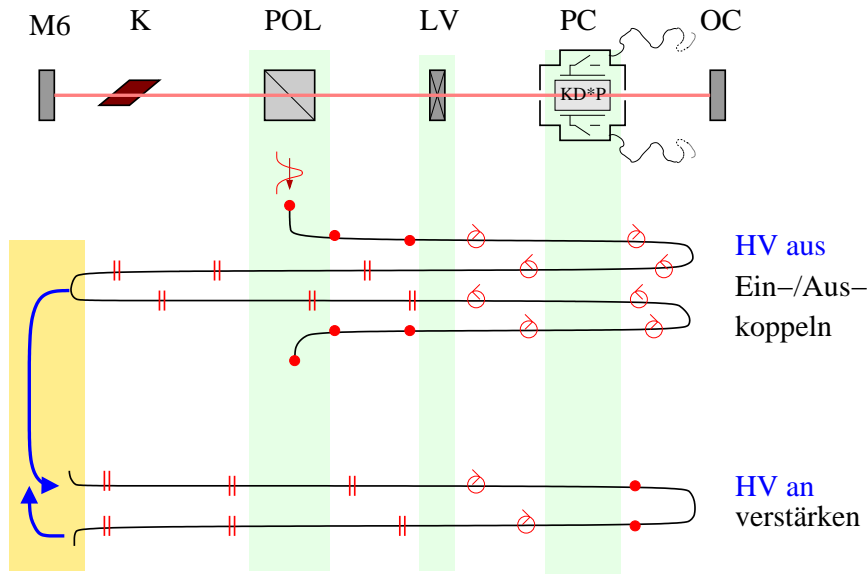 M6 K POL LV PC OC
KD*P
HV aus
Ein–/Aus–
koppeln
HV an
verstärken